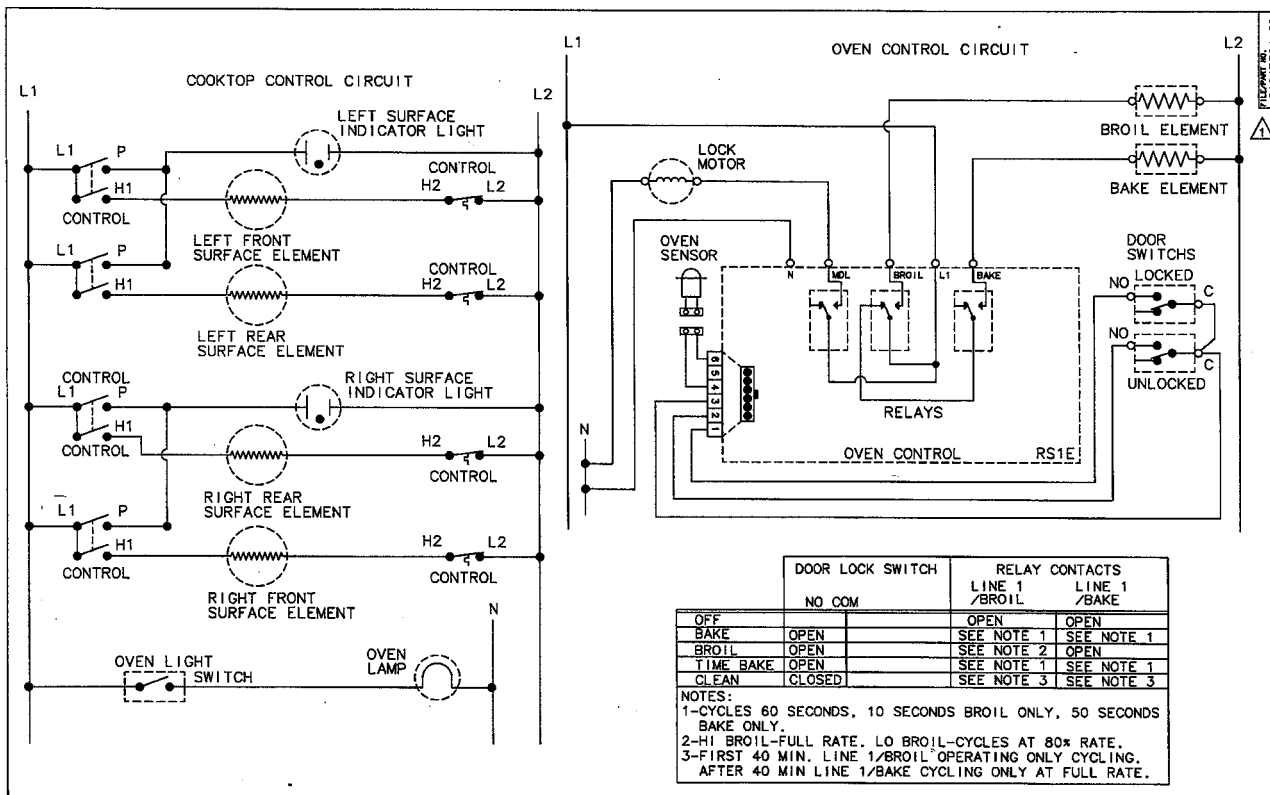 COOKTOP CONTROL CIRCUIT
L1
L2
LEFT SURFACE
INDICATOR LIGHT
L1
P
H1
CONTROL
CONTROL
H2
L2
LEFT FRONT
SURFACE ELEMENT
L1
P
H1
CONTROL
CONTROL
H2
L2
LEFT REAR
SURFACE ELEMENT
CONTROL
L1
P
H1
CONTROL
RIGHT SURFACE
INDICATOR LIGHT
H2
L2
CONTROL
RIGHT REAR
SURFACE ELEMENT
L1
P
H1
CONTROL
H2
L2
CONTROL
RIGHT FRONT
SURFACE ELEMENT
N
OVEN LIGHT
SWITCH
OVEN
LAMP
OVEN CONTROL CIRCUIT
L1
L2
FILE/PART NO.
1
BROIL ELEMENT
BAKE ELEMENT
LOCK
MOTOR
OVEN
SENSOR
N
MDL
BROIL
L1
BAKE
DOOR
SWITCHS
LOCKED
NO
C
NO
C
UNLOCKED
6
5
4
3
2
1
RELAYS
OVEN CONTROL
RS1E
N
DOOR LOCK SWITCH
RELAY CONTACTS
NO COM
LINE 1 LINE 1
/BROIL /BAKE
OFF OPEN OPEN
BAKE OPEN SEE NOTE 1 SEE NOTE 1
BROIL OPEN SEE NOTE 2 OPEN
TIME BAKE OPEN SEE NOTE 1 SEE NOTE 1
CLEAN CLOSED SEE NOTE 3 SEE NOTE 3
NOTES:
1-CYCLES 60 SECONDS, 10 SECONDS BROIL ONLY, 50 SECONDS
BAKE ONLY.
2-HI BROIL-FULL RATE. LO BROIL-CYCLES AT 80% RATE.
3-FIRST 40 MIN. LINE 1/BROIL OPERATING ONLY CYCLING.
AFTER 40 MIN LINE 1/BAKE CYCLING ONLY AT FULL RATE.